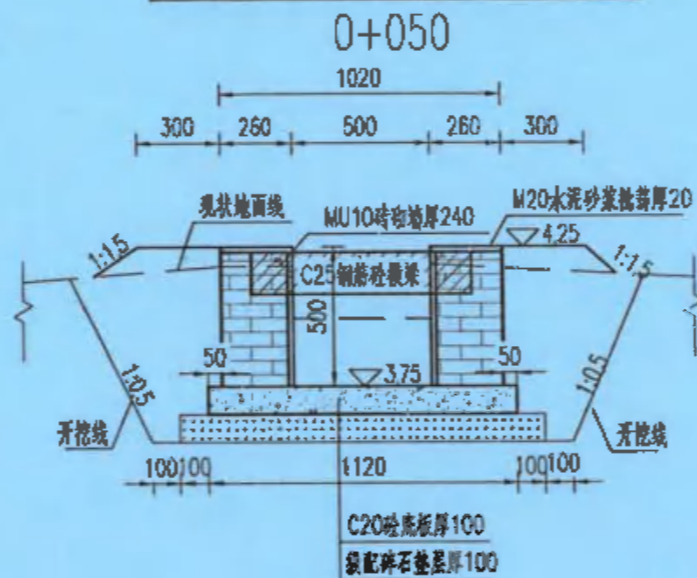 0+050
1020
300 260 500 260 300
现状地面线 MU10砖砌墙厚240 M20水泥砂浆批荡厚20
4.25
1:1.5 1:1.5
C25钢筋砼横梁
500
50 50
3.75
1:0.5 1:0.5
开挖线 开挖线
100 100 1120 100 100
C20砼底板厚100
级配碎石垫层厚100